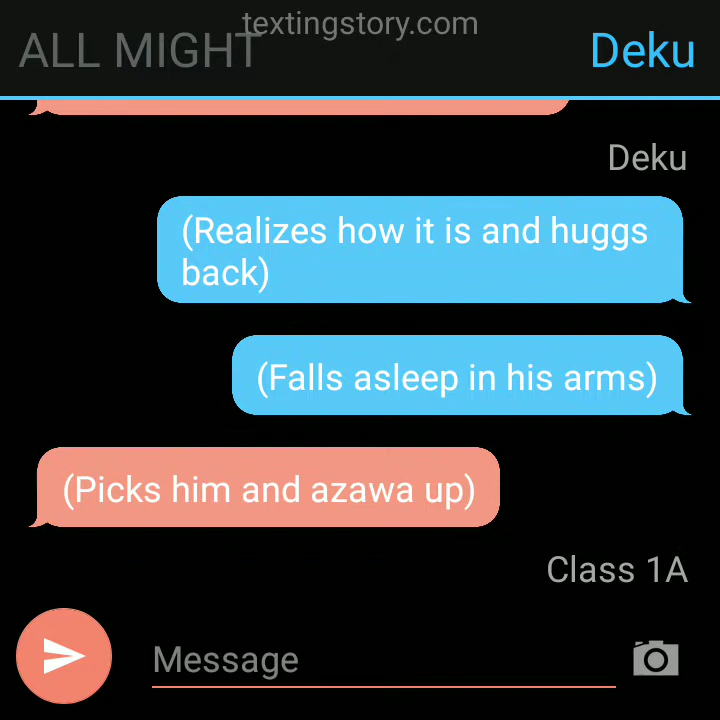 textingstory.com
ALL MIGHT
Deku
Deku
(Realizes how it is and huggs
back)
(Falls asleep in his arms)
(Picks him and azawa up)
Class 1A
Message